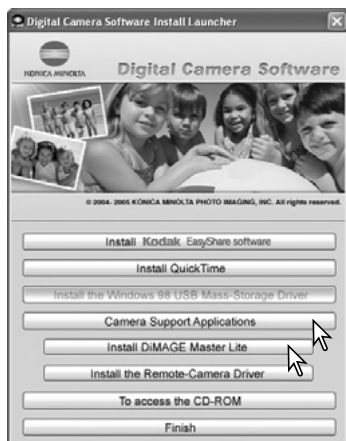 Digital Camera Software Install Launcher
KONICA MINOLTA
Digital Camera Software
© 2004- 2005 KONICA MINOLTA PHOTO IMAGING, INC. All rights reserved.
Install Kodak EasyShare software
Install QuickTime
Install the Windows 98 USB Mass-Storage Driver
Camera Support Applications
Install DiMAGE Master Lite
Install the Remote-Camera Driver
To access the CD-ROM
Finish